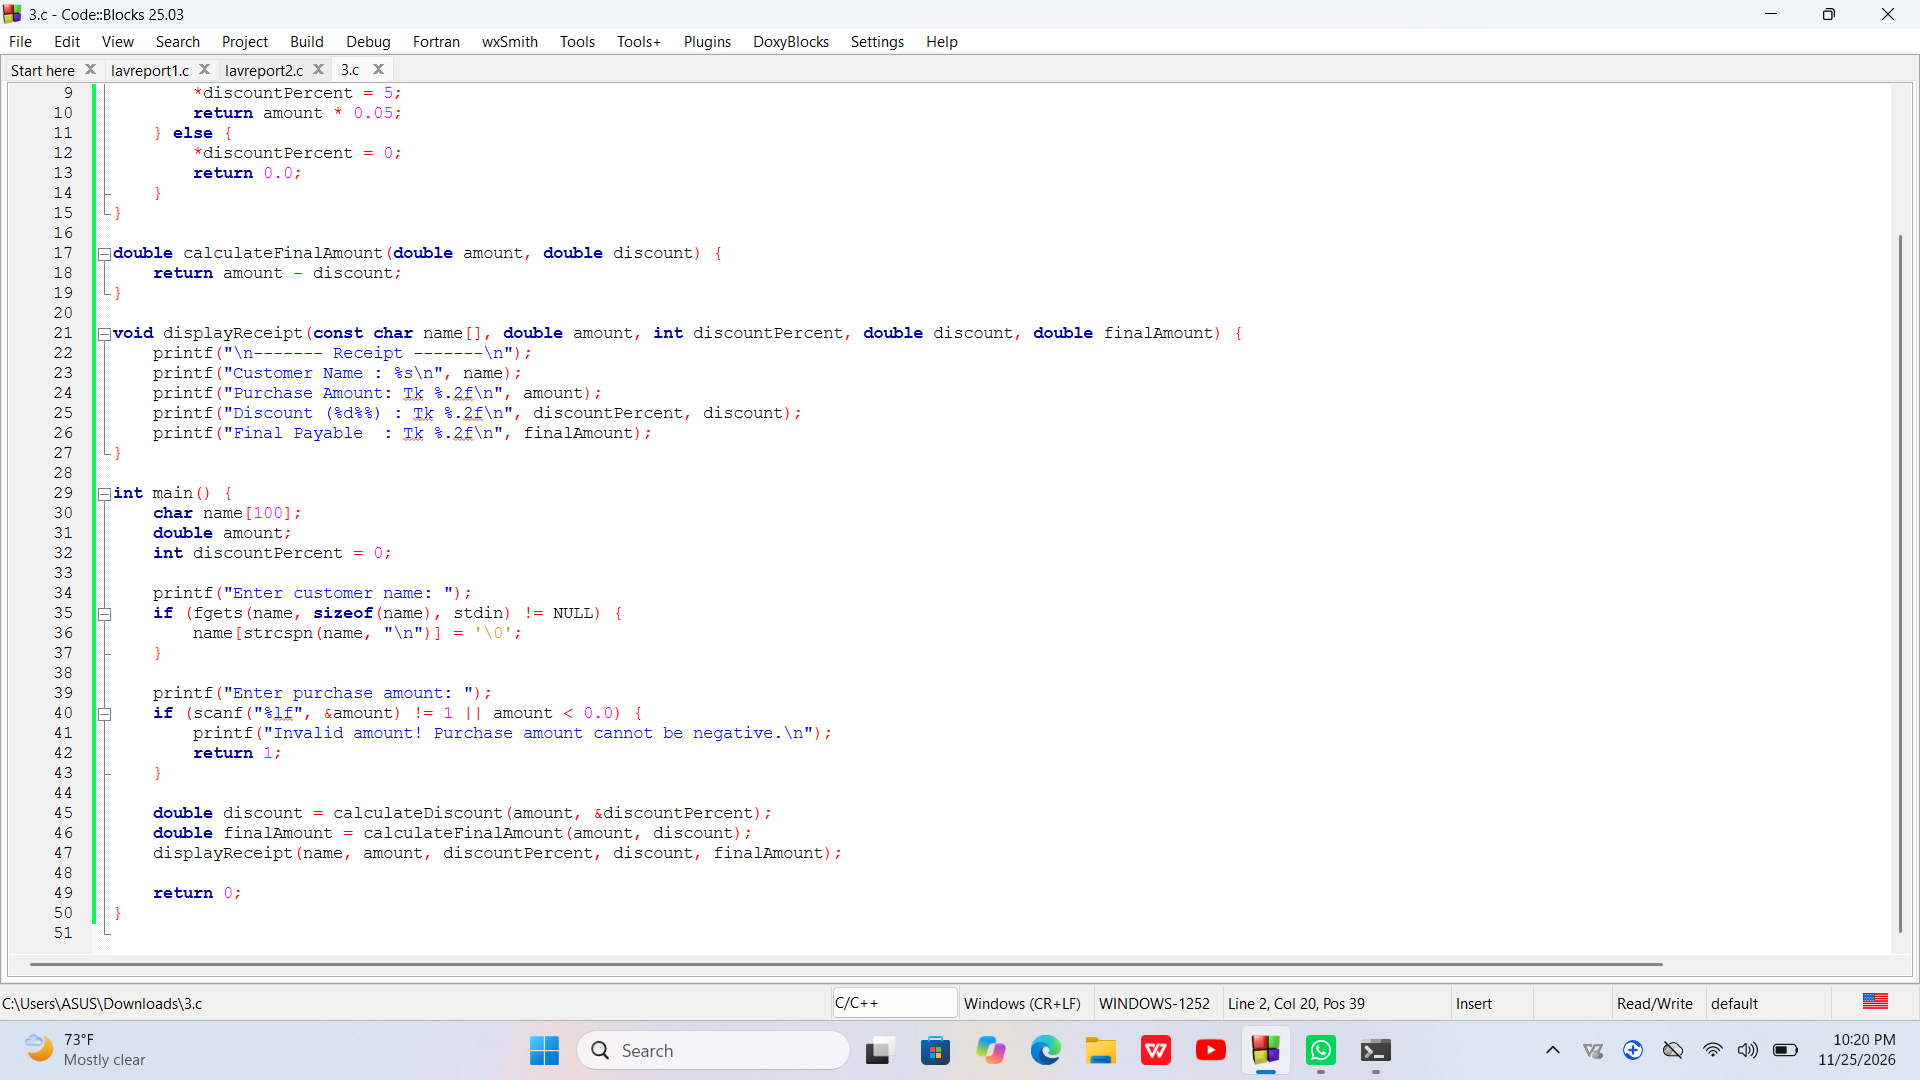 3.c - Code::Blocks 25.03
File Edit View Search Project Build Debug Fortran wxSmith Tools Tools+ Plugins DoxyBlocks Settings Help
Start here lavreport1.c lavreport2.c 3.c
9 *discountPercent = 5;
10 return amount * 0.05;
11 } else {
12 *discountPercent = 0;
13 return 0.0;
14 }
15 }
16
17 double calculateFinalAmount(double amount, double discount) {
18 return amount - discount;
19 }
20
21 void displayReceipt(const char name[], double amount, int discountPercent, double discount, double finalAmount) {
22 printf("\n------- Receipt -------\n");
23 printf("Customer Name : %s\n", name);
24 printf("Purchase Amount: Tk %.2f\n", amount);
25 printf("Discount (%d%%) : Tk %.2f\n", discountPercent, discount);
26 printf("Final Payable  : Tk %.2f\n", finalAmount);
27 }
28
29 int main() {
30 char name[100];
31 double amount;
32 int discountPercent = 0;
33
34 printf("Enter customer name: ");
35 if (fgets(name, sizeof(name), stdin) != NULL) {
36 name[strcspn(name, "\n")] = '\0';
37 }
38
39 printf("Enter purchase amount: ");
40 if (scanf("%lf", &amount) != 1 || amount < 0.0) {
41 printf("Invalid amount! Purchase amount cannot be negative.\n");
42 return 1;
43 }
44
45 double discount = calculateDiscount(amount, &discountPercent);
46 double finalAmount = calculateFinalAmount(amount, discount);
47 displayReceipt(name, amount, discountPercent, discount, finalAmount);
48
49 return 0;
50 }
51
C:\Users\ASUS\Downloads\3.c C/C++ Windows (CR+LF) WINDOWS-1252 Line 2, Col 20, Pos 39 Insert Read/Write default
73°F
Mostly clear
Search
10:20 PM
11/25/2026